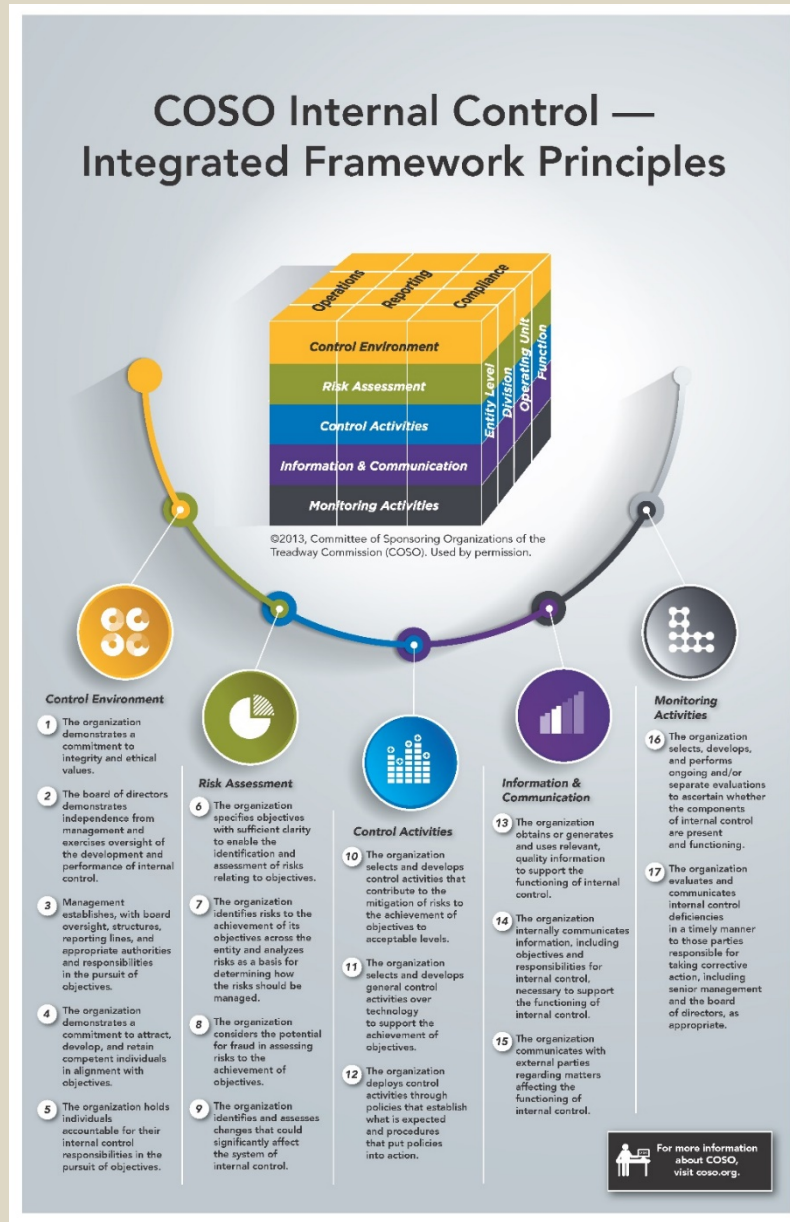 COSO Internal Control —
Integrated Framework Principles
Operations
Reporting
Compliance
Control Environment
Risk Assessment
Control Activities
Information & Communication
Monitoring Activities
Entity Level
Division
Operating Unit
Function
©2013, Committee of Sponsoring Organizations of the
Treadway Commission (COSO). Used by permission.
Control Environment
1 The organization
demonstrates a
commitment to
integrity and ethical
values.
2 The board of directors
demonstrates
independence from
management and
exercises oversight of
the development and
performance of internal
control.
3 Management
establishes, with board
oversight, structures,
reporting lines, and
appropriate authorities
and responsibilities
in the pursuit of
objectives.
4 The organization
demonstrates a
commitment to attract,
develop, and retain
competent individuals
in alignment with
objectives.
5 The organization holds
individuals
accountable for their
internal control
responsibilities in the
pursuit of objectives.
Risk Assessment
6 The organization
specifies objectives
with sufficient clarity
to enable the
identification and
assessment of risks
relating to objectives.
7 The organization
identifies risks to the
achievement of its
objectives across the
entity and analyzes
risks as a basis for
determining how
the risks should be
managed.
8 The organization
considers the potential
for fraud in assessing
risks to the
achievement of
objectives.
9 The organization
identifies and assesses
changes that could
significantly affect
the system of
internal control.
Control Activities
10 The organization
selects and develops
control activities that
contribute to the
mitigation of risks to
the achievement of
objectives to
acceptable levels.
11 The organization
selects and develops
general control
activities over
technology
to support the
achievement of
objectives.
12 The organization
deploys control
activities through
policies that establish
what is expected
and procedures
that put policies
into action.
Information &
Communication
13 The organization
obtains or generates
and uses relevant,
quality information
to support the
functioning of internal
control.
14 The organization
internally communicates
information, including
objectives and
responsibilities for
internal control,
necessary to support
the functioning of
internal control.
15 The organization
communicates with
external parties
regarding matters
affecting the
functioning of
internal control.
Monitoring
Activities
16 The organization
selects, develops,
and performs
ongoing and/or
separate evaluations
to ascertain whether
the components
of internal control
are present
and functioning.
17 The organization
evaluates and
communicates
internal control
deficiencies
in a timely manner
to those parties
responsible for
taking corrective
action, including
senior management
and the board
of directors, as
appropriate.
For more information
about COSO,
visit coso.org.